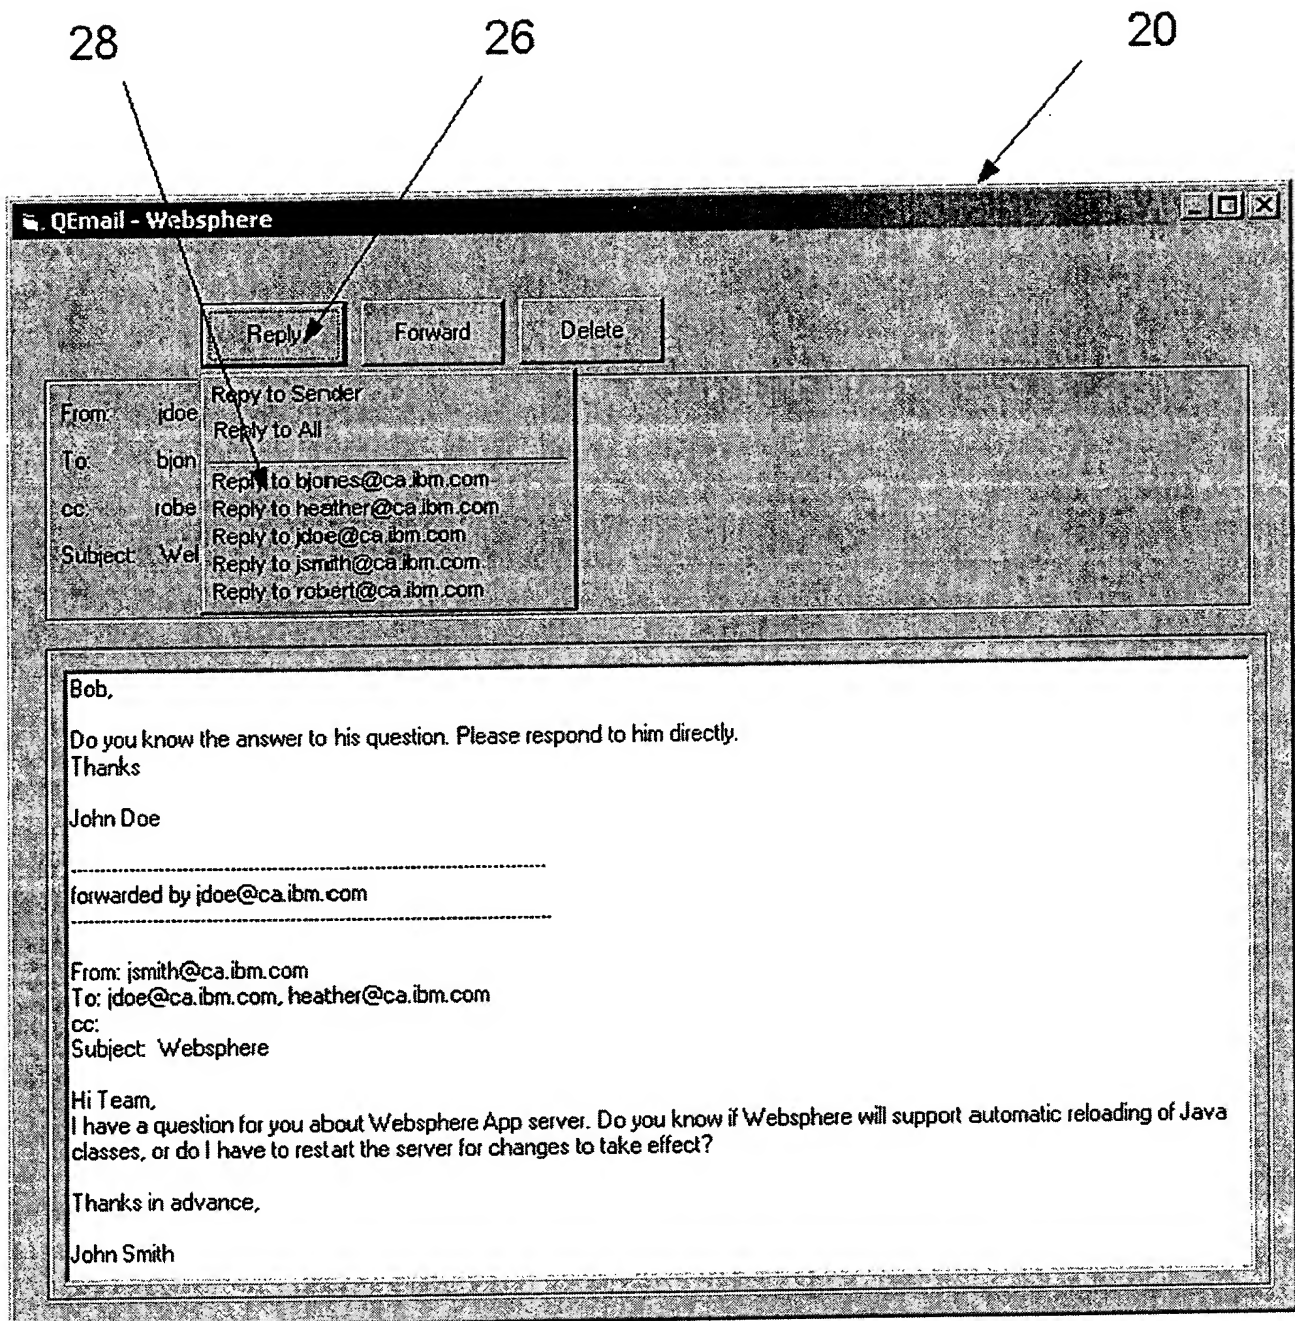 28 26 20
QEmail - Websphere
Reply Forward Delete
Repy to Sender
From: jdoe
Reply to All
To: bjon
Reply to bjones@ca.ibm.com
cc: robe Reply to heather@ca.ibm.com
Reply to jdoe@ca.ibm.com
Subject: Wel Reply to jsmith@ca.ibm.com
Reply to robert@ca.ibm.com
Bob,
Do you know the answer to his question. Please respond to him directly.
Thanks
John Doe
forwarded by jdoe@ca.ibm.com
From: jsmith@ca.ibm.com
To: jdoe@ca.ibm.com, heather@ca.ibm.com
cc:
Subject: Websphere
Hi Team,
I have a question for you about Websphere App server. Do you know if Websphere will support automatic reloading of Java
classes, or do I have to restart the server for changes to take effect?
Thanks in advance,
John Smith